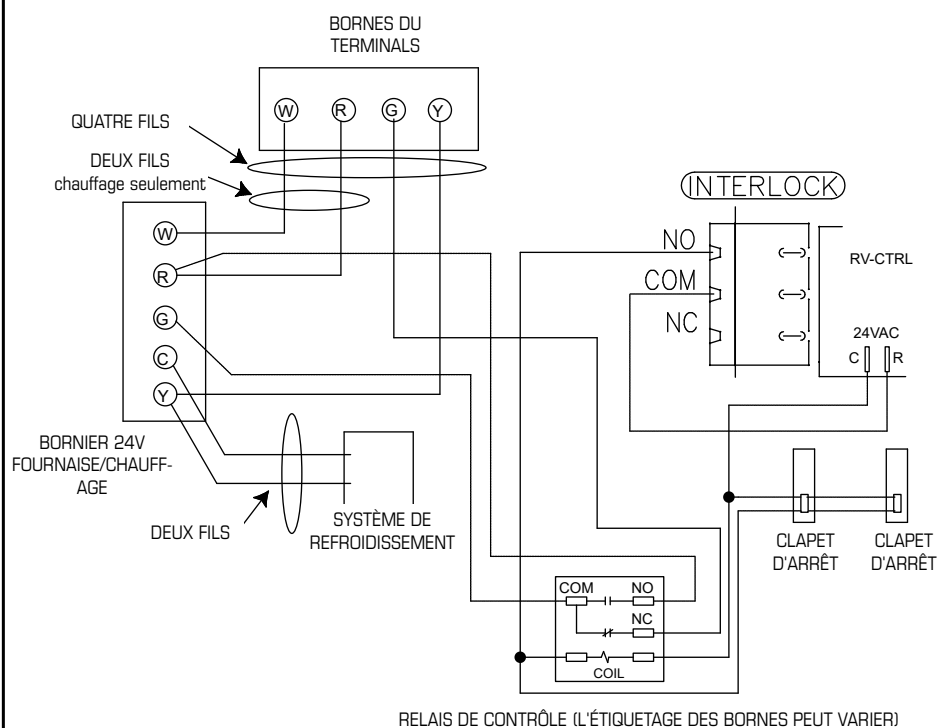 BORNES DU
TERMINALS
W R G Y
QUATRE FILS
DEUX FILS
chauffage seulement
W
R
G
C
Y
BORNIER 24V
FOURNAISE/CHAUFF-
AGE
DEUX FILS
SYSTÈME DE
REFROIDISSEMENT
INTERLOCK
NO
COM
NC
RV-CTRL
24VAC
C R
CLAPET
D'ARRÊT
CLAPET
D'ARRÊT
COM NO
NC
COIL
RELAIS DE CONTRÔLE (L'ÉTIQUETAGE DES BORNES PEUT VARIER)